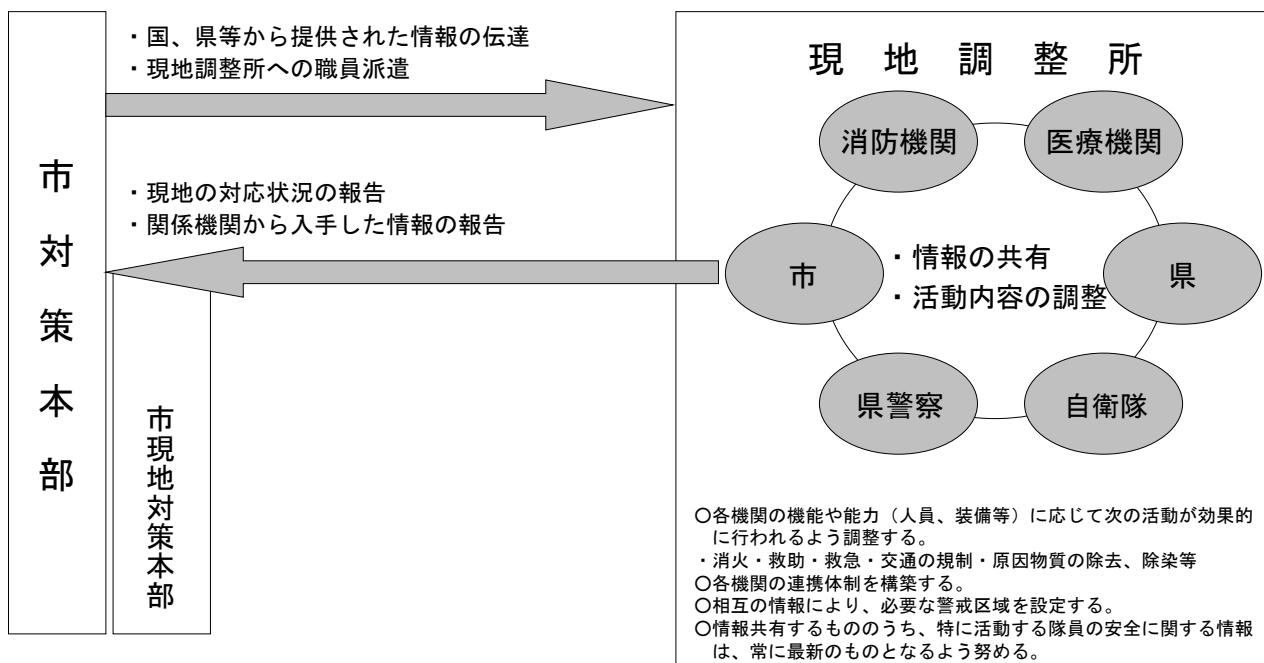 市対策本部
・国、県等から提供された情報の伝達
・現地調整所への職員派遣
・現地の対応状況の報告
・関係機関から入手した情報の報告
市現地対策本部
現地調整所
消防機関
医療機関
市
・情報の共有
・活動内容の調整
県
県警察
自衛隊
〇各機関の機能や能力（人員、装備等）に応じて次の活動が効果的
に行われるよう調整する。
・消火・救助・救急・交通の規制・原因物質の除去、除染等
〇各機関の連携体制を構築する。
〇相互の情報により、必要な警戒区域を設定する。
〇情報共有するもののうち、特に活動する隊員の安全に関する情報
は、常に最新のものとなるよう努める。